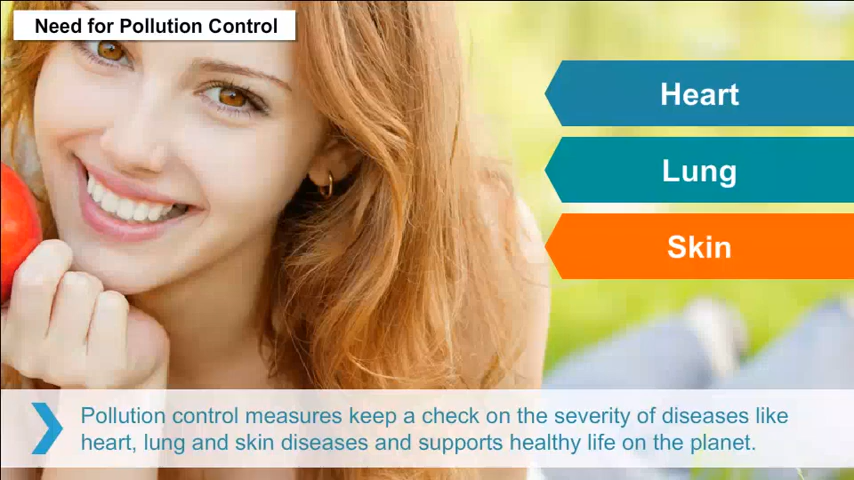 Need for Pollution Control
Heart
Lung
Skin
Pollution control measures keep a check on the severity of diseases like
heart, lung and skin diseases and supports healthy life on the planet.